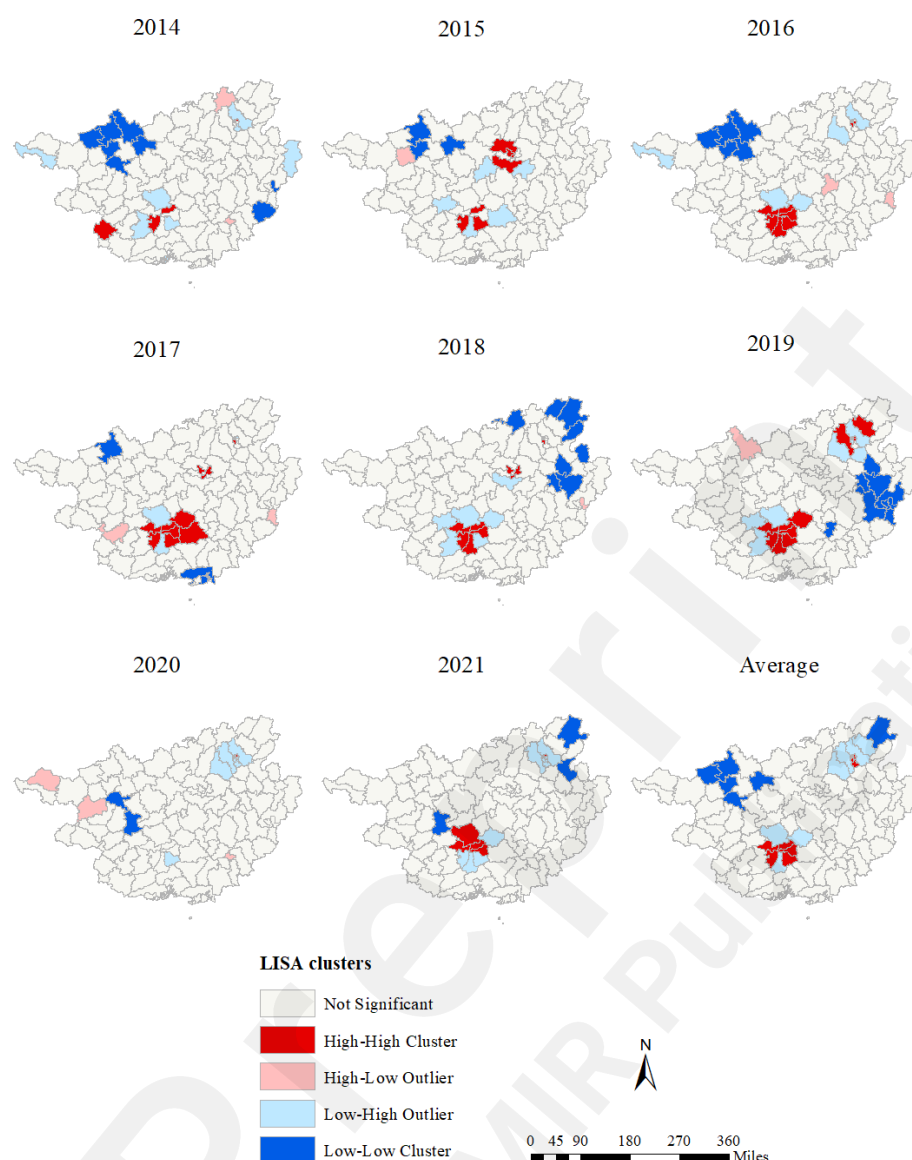 2014 2015 2016
2017 2018 2019
2020 2021 Average
LISA clusters
Not Significant
High-High Cluster
High-Low Outlier
Low-High Outlier
Low-Low Cluster
N
0 45 90 180 270 360
Miles
Preprint